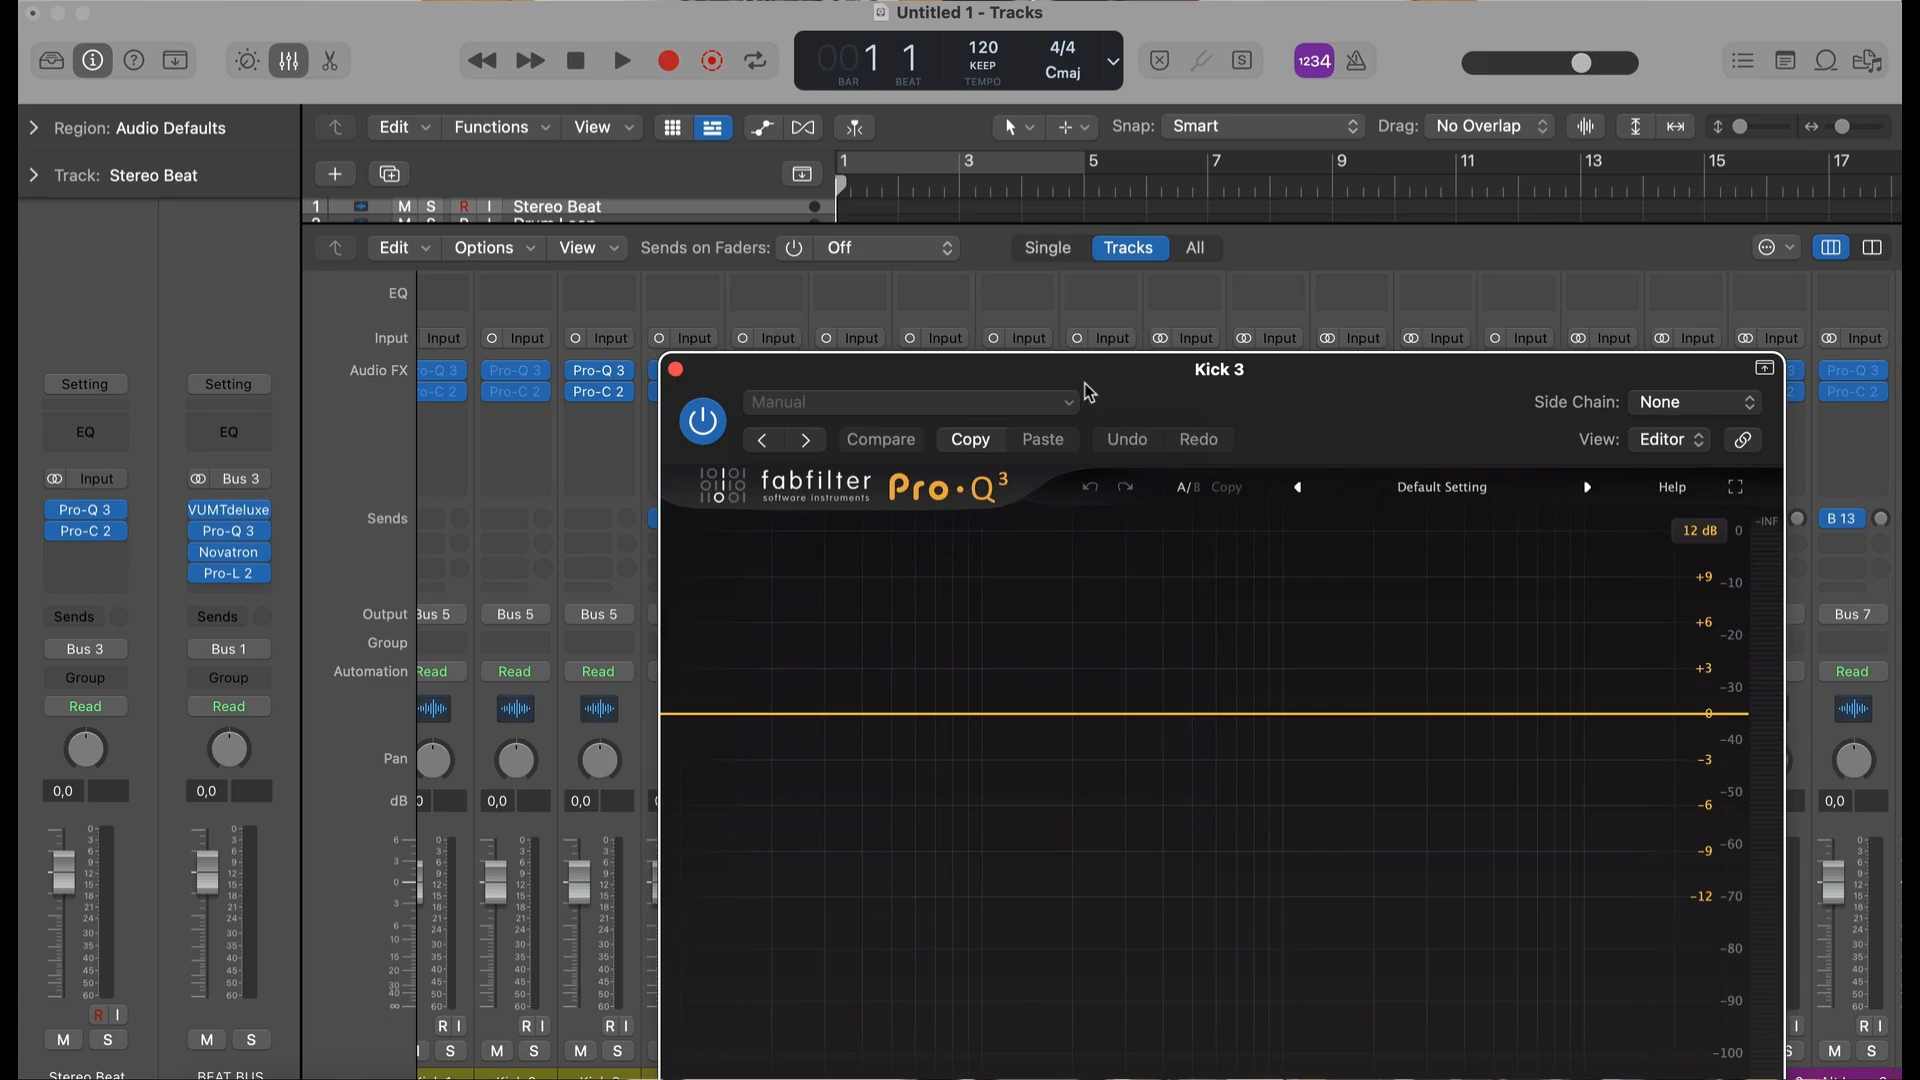 Untitled 1 - Tracks
001 1
BAR BEAT
120
KEEP
TEMPO
4/4
Cmaj
S
1234
Region: Audio Defaults
Edit Functions View
Snap: Smart
Drag: No Overlap
Track: Stereo Beat
1 3 5 7 9 11 13 15 17
1 M S R I Stereo Beat
Edit Options View Sends on Faders: Off
Single Tracks All
EQ
Input Input Input Input Input Input Input Input Input Input Input Input Input Input Input Input Input Input Input
Audio FX
Pro-Q 3 Pro-Q 3 Pro-Q 3
Pro-C 2 Pro-C 2 Pro-C 2
Setting Setting
EQ EQ
Input Bus 3
Pro-Q 3 VUMTdeluxe
Pro-C 2 Pro-Q 3
Novatron
Pro-L 2
Sends Sends
Bus 3 Bus 1
Group Group
Read Read
0,0 0,0
R I
M S M S
Stereo Beat BEAT BUS
Sends
B 13
Output Bus 5 Bus 5 Bus 5 Bus 7
Group
Automation Read Read Read Read
Pan
dB 0,0 0,0 0,0
R I R I R I R I
S M S M S M S
Kick 3
Manual
Side Chain: None
Compare Copy Paste Undo Redo
View: Editor
fabfilter
software instruments
Pro·Q3
A/B Copy
Default Setting
Help
12 dB 0 -INF
+9 -10
+6 -20
+3 -30
0 -40
-3 -50
-6 -60
-9
-12 -70
-80
-90
-100